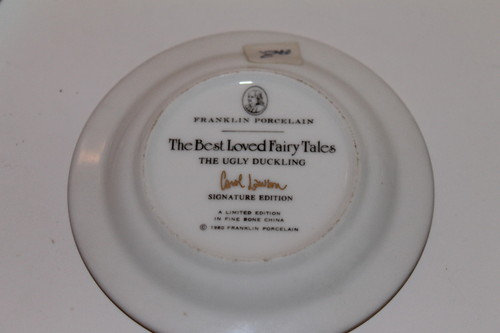 FRANKLIN PORCELAIN
The Best Loved Fairy Tales
THE UGLY DUCKLING
Carol Lawson
SIGNATURE EDITION
A LIMITED EDITION
IN FINE BONE CHINA
© 1980 FRANKLIN PORCELAIN